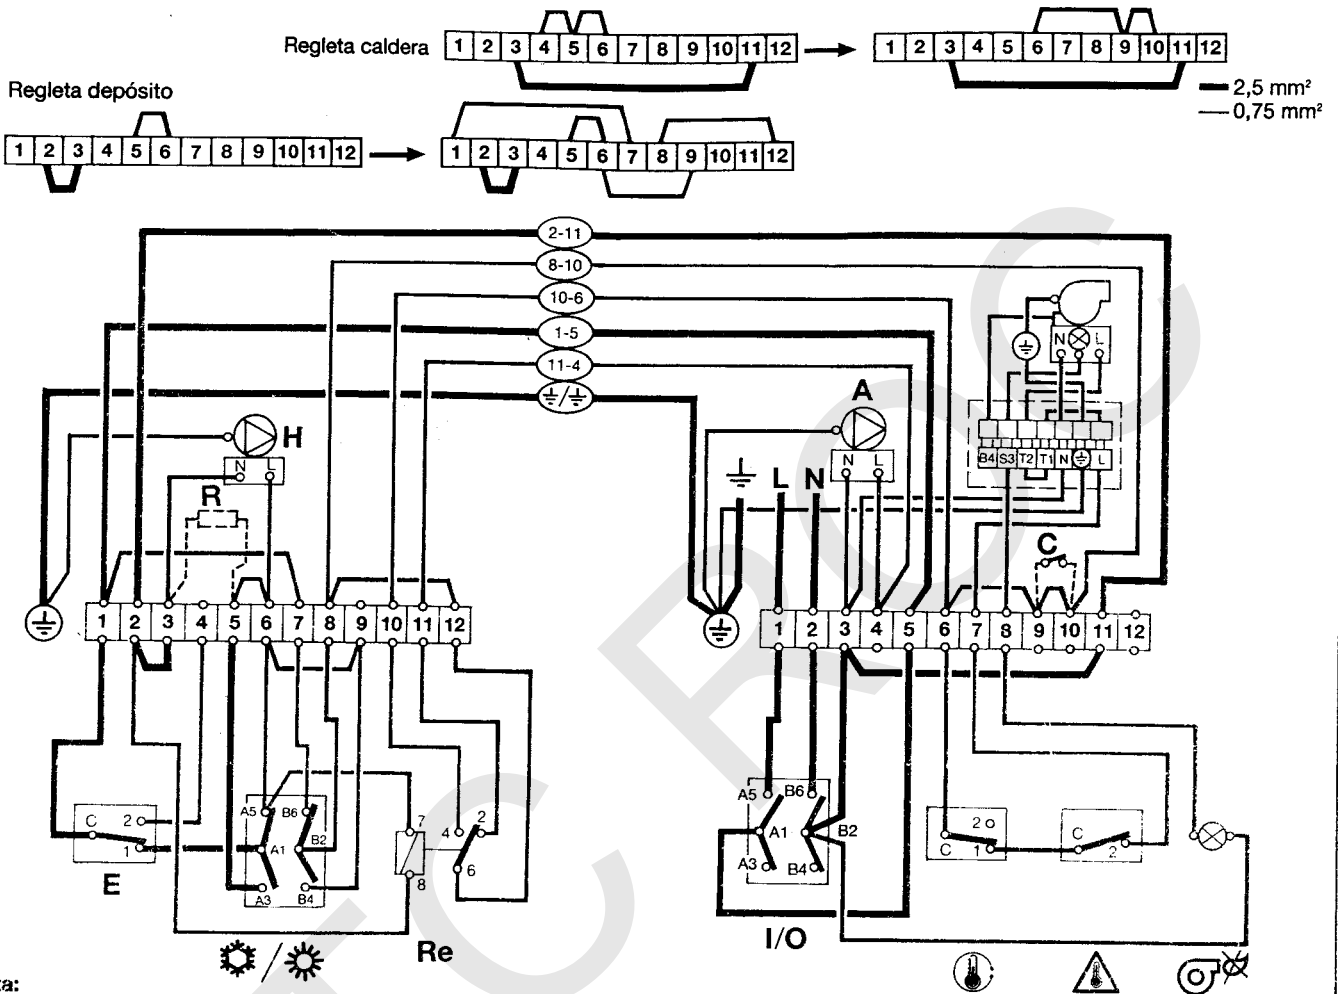 Regleta caldera 1 2 3 4 5 6 7 8 9 10 11 12 1 2 3 4 5 6 7 8 9 10 11 12
2,5 mm²
0,75 mm²
Regleta depósito
1 2 3 4 5 6 7 8 9 10 11 12 1 2 3 4 5 6 7 8 9 10 11 12
2-11
8-10
10-6
1-5
11-4
N L
A
H
N L
R
N L
B4 S3 T2 T1 N L
L N
C
1 2 3 4 5 6 7 8 9 10 11 12
1 2 3 4 5 6 7 8 9 10 11 12
C 2 1
E
A5 B6
A1 B2
A3 B4
7
8
4 2
6
Re
A5 B6
A1 B2
A3 B4
I/O
2
C 1
C
2
ta:
TC ROC